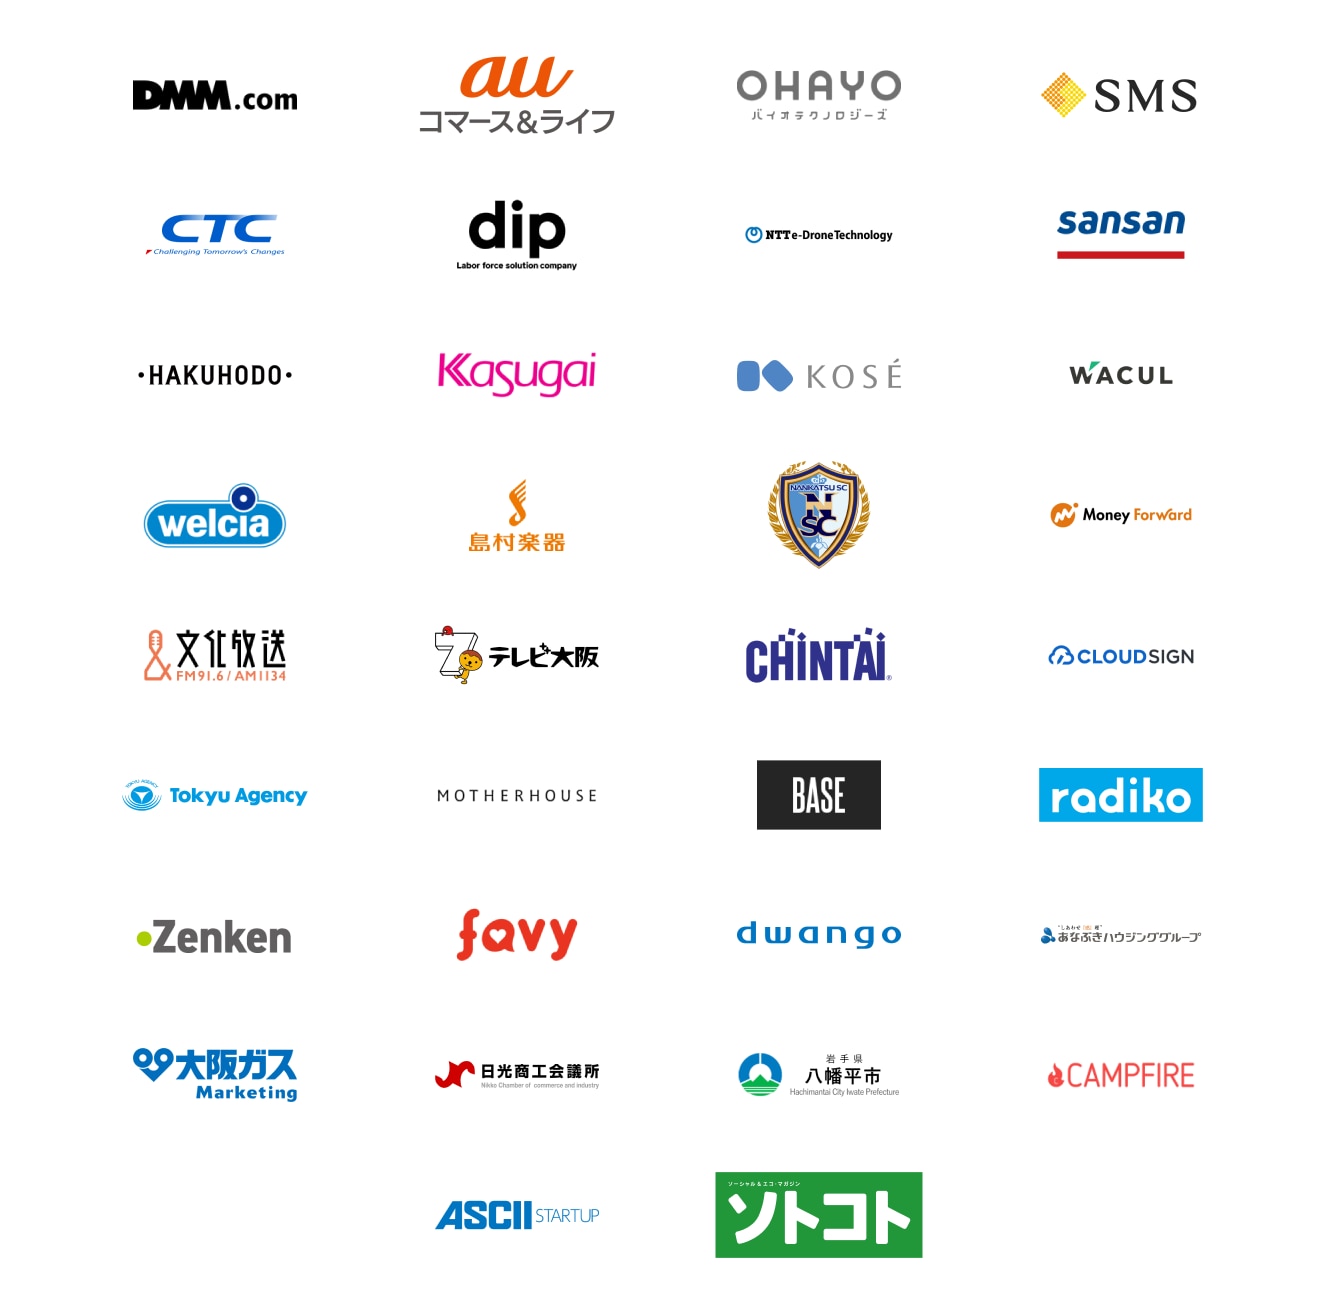 DMM.com
au
コマース&ライフ
OHAYO
バイオテクノロジーズ
SMS
CTC
Challenging Tomorrow's Changes
dip
Labor force solution company
NTT e-Drone Technology
sansan
・HAKUHODO・
Kasugai
KOSÉ
WACUL
welcia
島村楽器
NANKATSU SC
N
SC
Money Forward
文化放送
FM91.6 / AM1134
7
テレビ大阪
CHINTAI®
CLOUDSIGN
TOKYU AGENCY
Tokyu Agency
MOTHERHOUSE
BASE
radiko
Zenken
favy
dwango
あなぶきハウジンググループ
大阪ガス
Marketing
日光商工会議所
Nikko Chamber of commerce and industry
岩手県
八幡平市
Hachimantai City Iwate Prefecture
CAMPFIRE
ASCII STARTUP
ソーシャル&エコ・マガジン
ソトコト